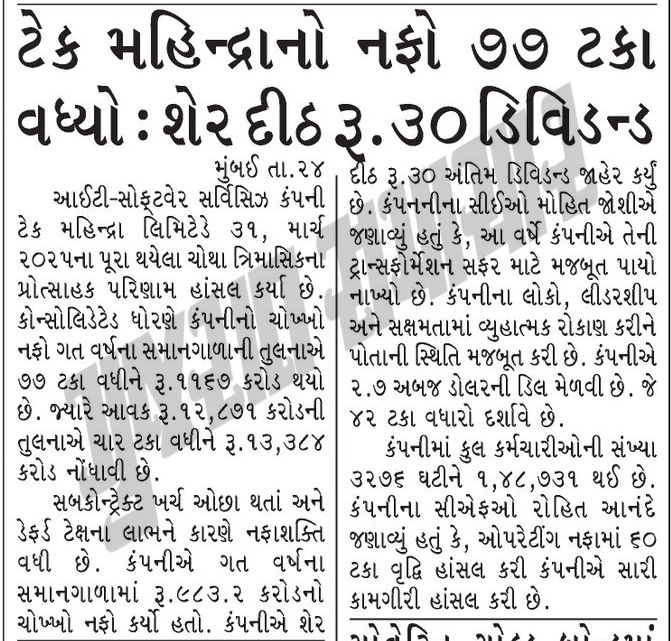 ટેક મહિન્દ્રાનો નફો ૭૭ ટકા
વધ્યો : શેર દીઠ રૂ.૩૦ ડિવિડન્ડ
મુંબઈ તા.૨૪
આઈટી-સોફ્ટવેર સર્વિસિઝ કંપની
ટેક મહિન્દ્રા લિમિટેડે ૩૧, માર્ચ
૨૦૨૫ના પૂરા થયેલા ચોથા ત્રિમાસિકના
પ્રોત્સાહક પરિણામ હાંસલ કર્યા છે.
કોન્સોલિડેટેડ ધોરણે કંપનીનો ચોખ્ખો
નફો ગત વર્ષના સમાનગાળાની તુલનાએ
૭૭ ટકા વધીને રૂ.૧૧૬૭ કરોડ થયો
છે. જ્યારે આવક રૂ.૧૨,૮૭૧ કરોડની
તુલનાએ ચાર ટકા વધીને રૂ.૧૩,૩૮૪
કરોડ નોંધાવી છે.
સબકોન્ટ્રેક્ટ ખર્ચ ઓછા થતાં અને
ડેફર્ડ ટેક્ષના લાભને કારણે નફાશક્તિ
વધી છે. કંપનીએ ગત વર્ષના
સમાનગાળામાં રૂ.૯૮૩.૨ કરોડનો
ચોખ્ખો નફો કર્યો હતો. કંપનીએ શેર
દીઠ રૂ.૩૦ અંતિમ ડિવિડન્ડ જાહેર કર્યું
છે. કંપનનીના સીઈઓ મોહિત જોશીએ
જણાવ્યું હતું કે, આ વર્ષે કંપનીએ તેની
ટ્રાન્સફોર્મેશન સફર માટે મજબૂત પાયો
નાખ્યો છે. કંપનીના લોકો, લીડરશીપ
અને સક્ષમતામાં વ્યુહાત્મક રોકાણ કરીને
પોતાની સ્થિતિ મજબૂત કરી છે. કંપનીએ
૨.૭ અબજ ડોલરની ડિલ મેળવી છે. જે
૪૨ ટકા વધારો દર્શાવે છે.
કંપનીમાં કુલ કર્મચારીઓની સંખ્યા
૩૨૭૬ ઘટીને ૧,૪૮,૭૩૧ થઈ છે.
કંપનીના સીએફઓ રોહિત આનંદે
જણાવ્યું હતું કે, ઓપરેટીંગ નફામાં ૬૦
ટકા વૃદ્ધિ હાંસલ કરી કંપનીએ સારી
કામગીરી હાંસલ કરી છે.